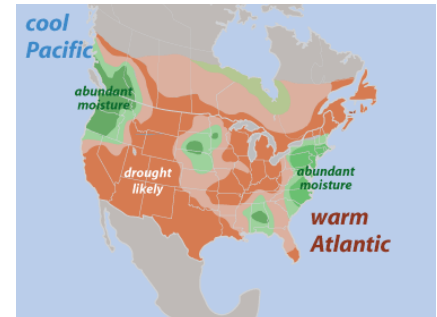 cool
Pacific
abundant
moisture
drought
likely
abundant
moisture
warm
Atlantic